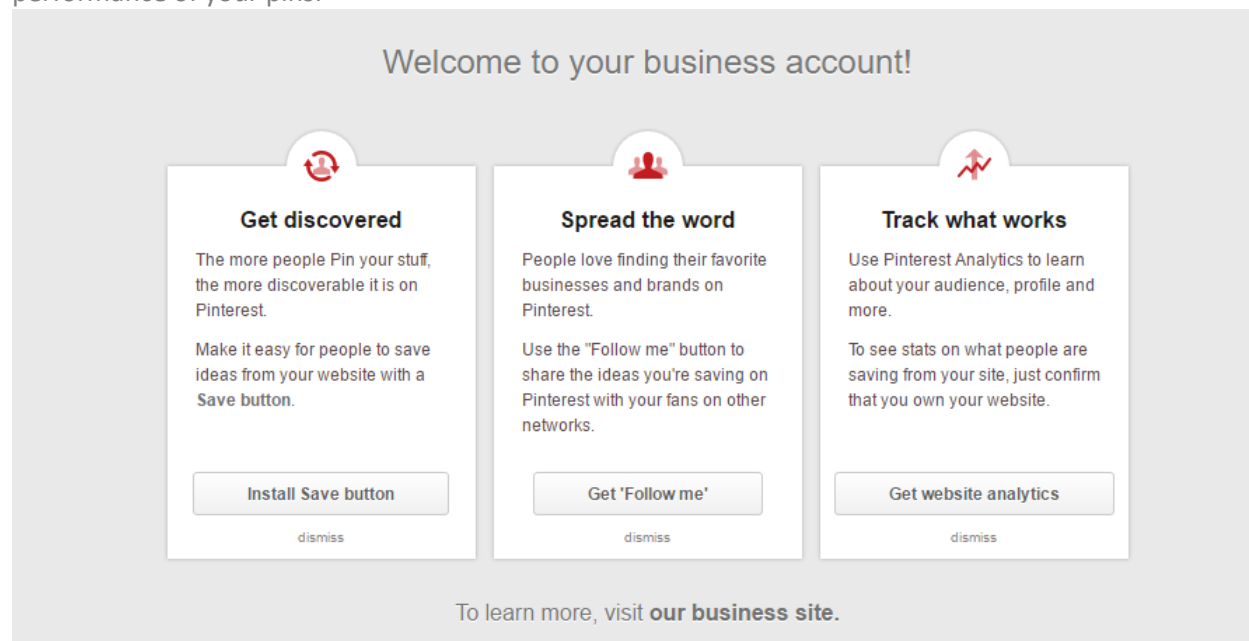 performance of your pins.
Welcome to your business account!
Get discovered
The more people Pin your stuff,
the more discoverable it is on
Pinterest.
Make it easy for people to save
ideas from your website with a
Save button.
Install Save button
dismiss
Spread the word
People love finding their favorite
businesses and brands on
Pinterest.
Use the "Follow me" button to
share the ideas you're saving on
Pinterest with your fans on other
networks.
Get 'Follow me'
dismiss
Track what works
Use Pinterest Analytics to learn
about your audience, profile and
more.
To see stats on what people are
saving from your site, just confirm
that you own your website.
Get website analytics
dismiss
To learn more, visit our business site.